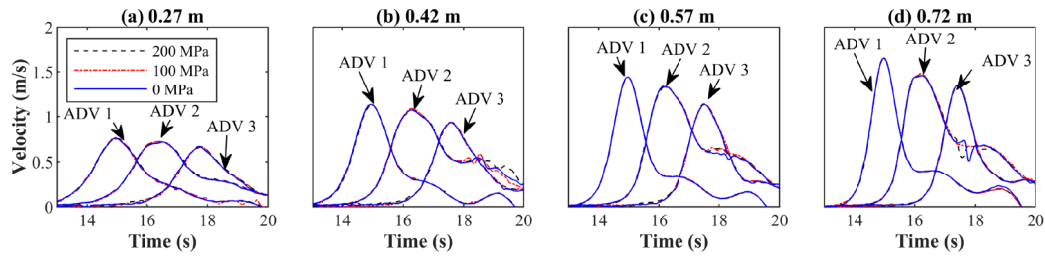 (a) 0.27 m
(b) 0.42 m
(c) 0.57 m
(d) 0.72 m
Velocity (m/s)
2
1.5
1
0.5
0
200 MPa
100 MPa
0 MPa
ADV 1
ADV 2
ADV 3
ADV 1
ADV 2
ADV 3
ADV 1
ADV 2
ADV 3
ADV 1
ADV 2
ADV 3
14 16 18 20
14 16 18 20
14 16 18 20
14 16 18 20
Time (s)
Time (s)
Time (s)
Time (s)